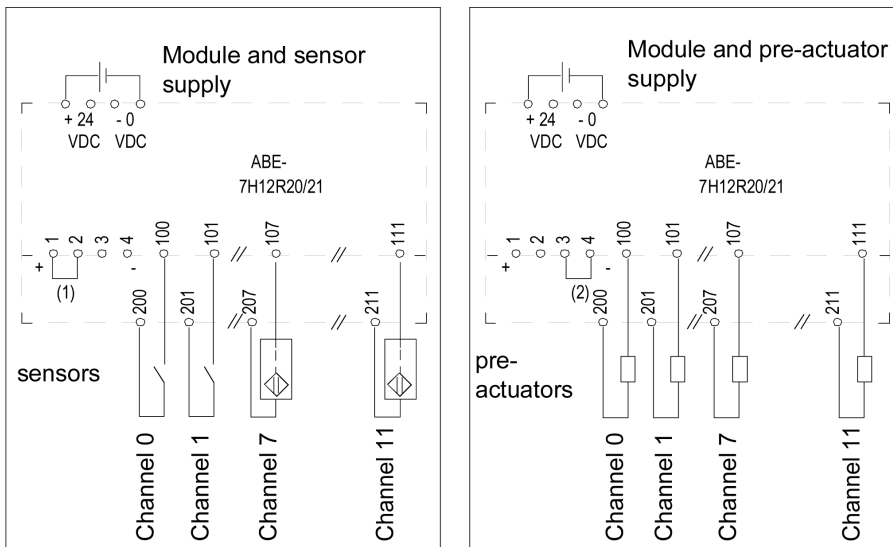 Module and sensor
supply
+ 24 - 0
VDC VDC
ABE-
7H12R20/21
1 2 3 4 100 101 // 107 // 111
+ -
(1)
200 201 // 207 // 211
sensors
Channel 0
Channel 1
Channel 7
Channel 11
Module and pre-actuator
supply
+ 24 - 0
VDC VDC
ABE-
7H12R20/21
1 2 3 4 100 101 // 107 // 111
+ -
(2)
200 201 // 207 // 211
pre-
actuators
Channel 0
Channel 1
Channel 7
Channel 11